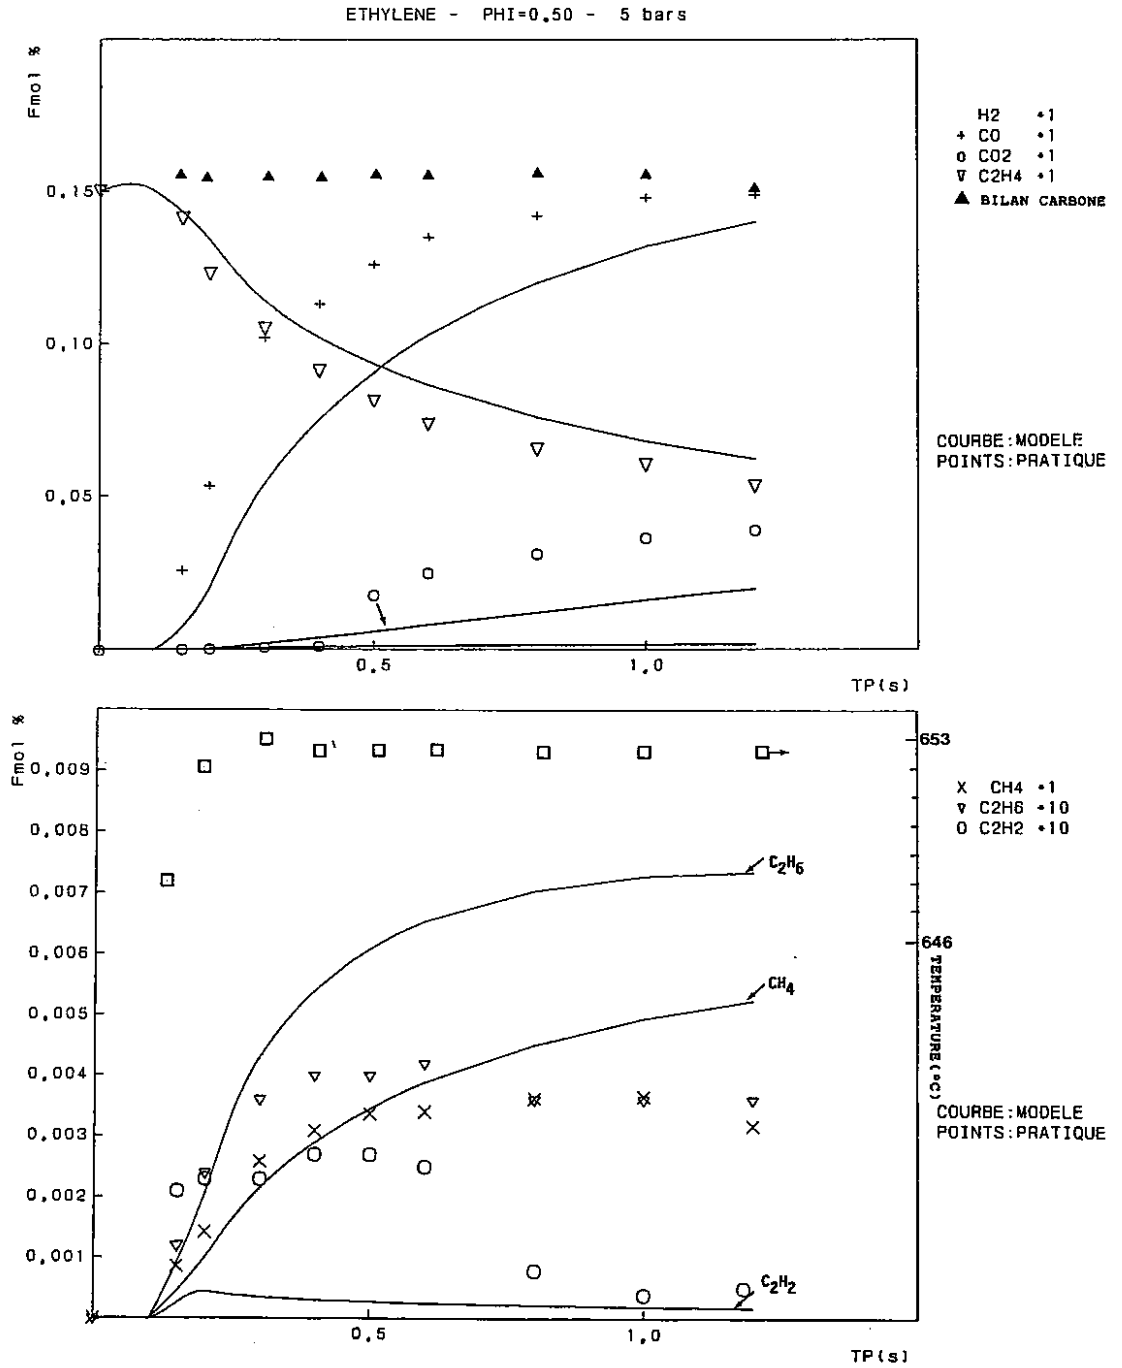 ETHYLENE - PHI=0.50 - 5 bars
Fmol %
0.15
0.10
0.05
0.5
1.0
TP(s)
H2 *1
+ CO *1
o CO2 *1
∇ C2H4 *1
▲ BILAN CARBONE
COURBE:MODELE
POINTS:PRATIQUE
Fmol %
0.009
0.008
0.007
0.006
0.005
0.004
0.003
0.002
0.001
0.5
1.0
TP(s)
653
646
TEMPERATURE(°C)
C2H6
CH4
C2H2
X CH4 *1
∇ C2H6 *10
O C2H2 *10
COURBE:MODELE
POINTS:PRATIQUE